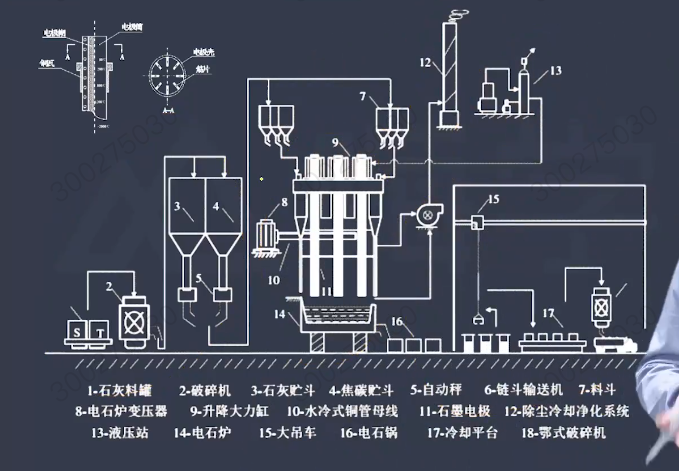 电极糊
电极筒
A
A
铜瓦
电极壳
筋片
A-A
12
13
7
9
3
4
8
15
2
5
10
11
14
16
17
S
T
1-石灰料罐 2-破碎机 3-石灰贮斗 4-焦碳贮斗 5-自动秤 6-链斗输送机 7-料斗
8-电石炉变压器 9-升降大力缸 10-水冷式铜管母线 11-石墨电极 12-除尘冷却净化系统
13-液压站 14-电石炉 15-大吊车 16-电石锅 17-冷却平台 18-鄂式破碎机
300275030
300275030